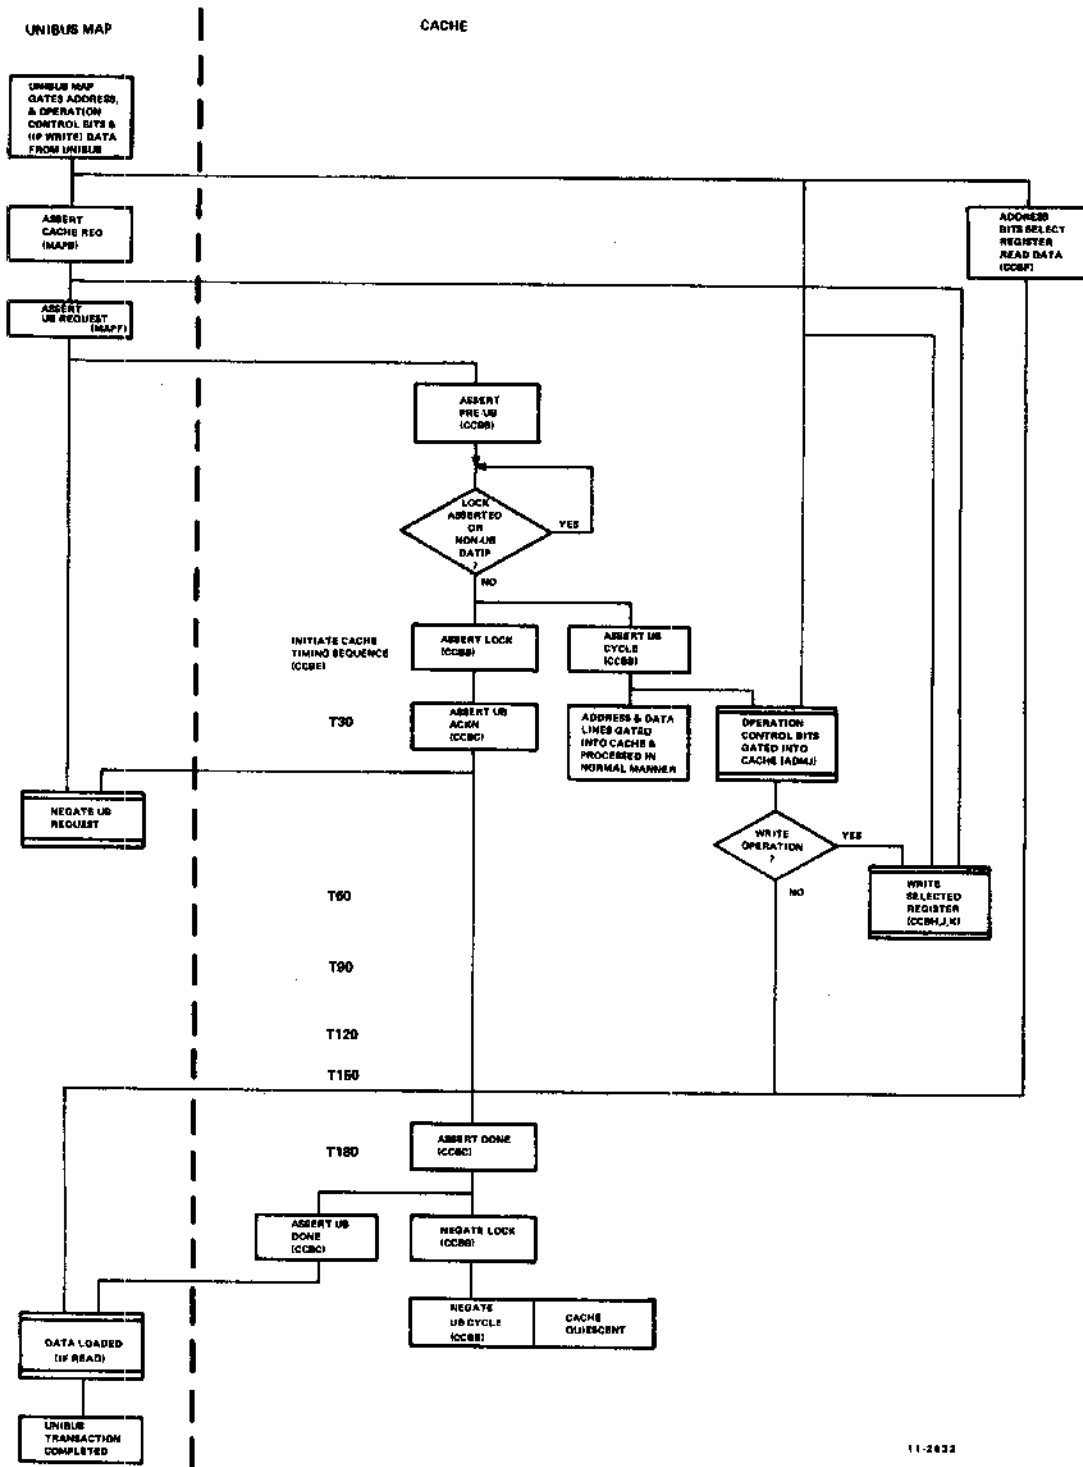 UNIBUS MAP
CACHE
UNIBUS MAP
GATES ADDRESS,
& OPERATION
CONTROL BITS &
(IF WRITE) DATA
FROM UNIBUS
ASSERT
CACHE REQ
(MAPB)
ADDRESS
BITS SELECT
REGISTER
READ DATA
(CCBF)
ASSERT
UB REQUEST
(MAPF)
ASSERT
PRE-UB
(CCBB)
LOCK
ASSERTED
OR
NON-UB
DATIP
?
YES
NO
INITIATE CACHE
TIMING SEQUENCE
(CCBE)
ASSERT LOCK
(CCBB)
ASSERT UB
CYCLE
(CCBB)
T30
ASSERT UB
ACKN
(CCBC)
ADDRESS & DATA
LINES GATED
INTO CACHE &
PROCESSED IN
NORMAL MANNER
OPERATION
CONTROL BITS
GATED INTO
CACHE (ADMJ)
NEGATE UB
REQUEST
WRITE
OPERATION
?
YES
NO
WRITE
SELECTED
REGISTER
(CCBH,J,K)
T60
T90
T120
T150
T180
ASSERT DONE
(CCBC)
ASSERT UB
DONE
(CCBC)
NEGATE LOCK
(CCBB)
NEGATE
UB CYCLE
(CCBB)
CACHE
QUIESCENT
DATA LOADED
(IF READ)
UNIBUS
TRANSACTION
COMPLETED
11-2632